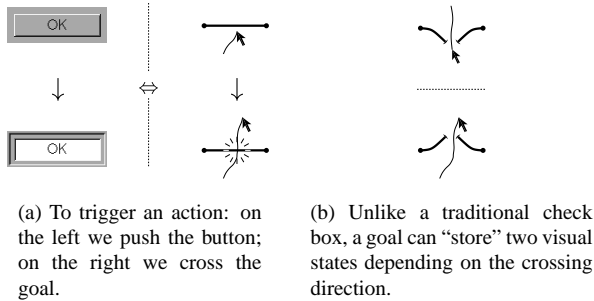 OK
OK
(a) To trigger an action: on
the left we push the button;
on the right we cross the
goal.
(b) Unlike a traditional check
box, a goal can “store” two visual
states depending on the crossing
direction.